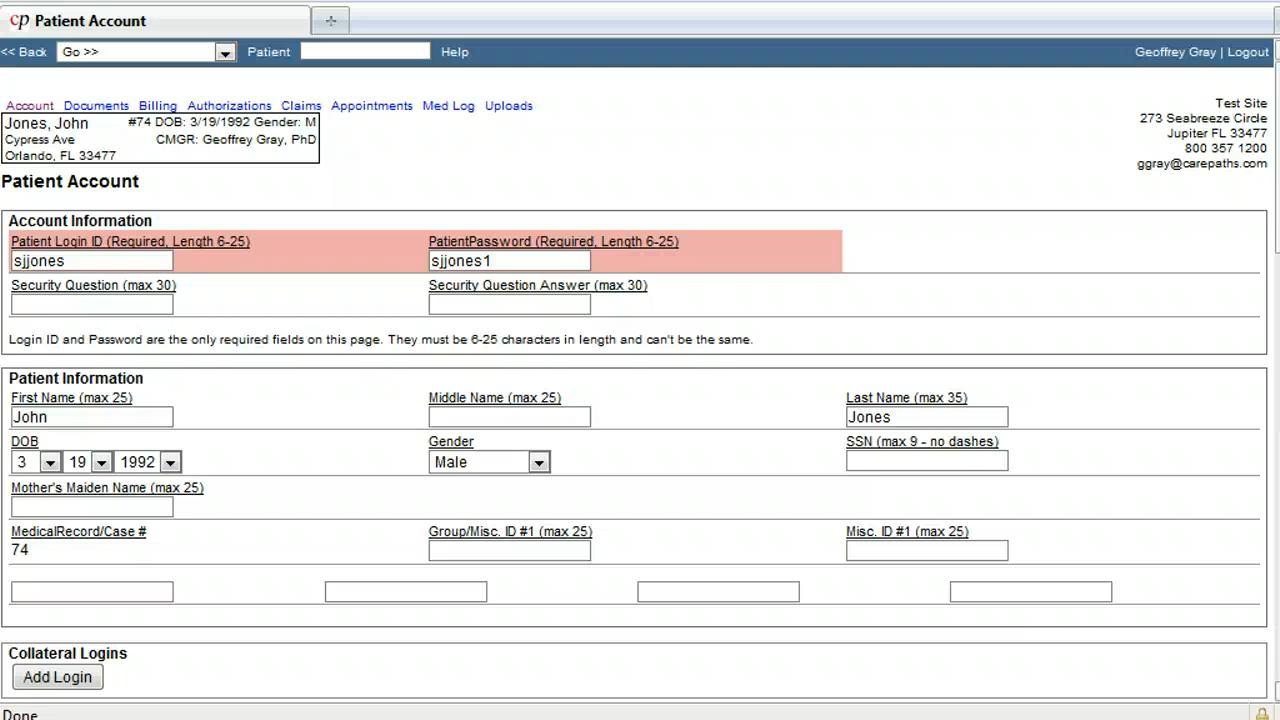 cp Patient Account
<< Back Go >> Patient Help Geoffrey Gray | Logout
Account Documents Billing Authorizations Claims Appointments Med Log Uploads
Test Site
273 Seabreeze Circle
Jupiter FL 33477
800 357 1200
ggray@carepaths.com
Jones, John #74 DOB: 3/19/1992 Gender: M
Cypress Ave CMGR: Geoffrey Gray, PhD
Orlando, FL 33477
Patient Account
Account Information
Patient Login ID (Required, Length 6-25) PatientPassword (Required, Length 6-25)
sjjones sjjones1
Security Question (max 30) Security Question Answer (max 30)
Login ID and Password are the only required fields on this page. They must be 6-25 characters in length and can't be the same.
Patient Information
First Name (max 25) Middle Name (max 25) Last Name (max 35)
John Jones
DOB Gender SSN (max 9 - no dashes)
3 19 1992 Male
Mother's Maiden Name (max 25)
MedicalRecord/Case # Group/Misc. ID #1 (max 25) Misc. ID #1 (max 25)
74
Collateral Logins
Add Login
Done